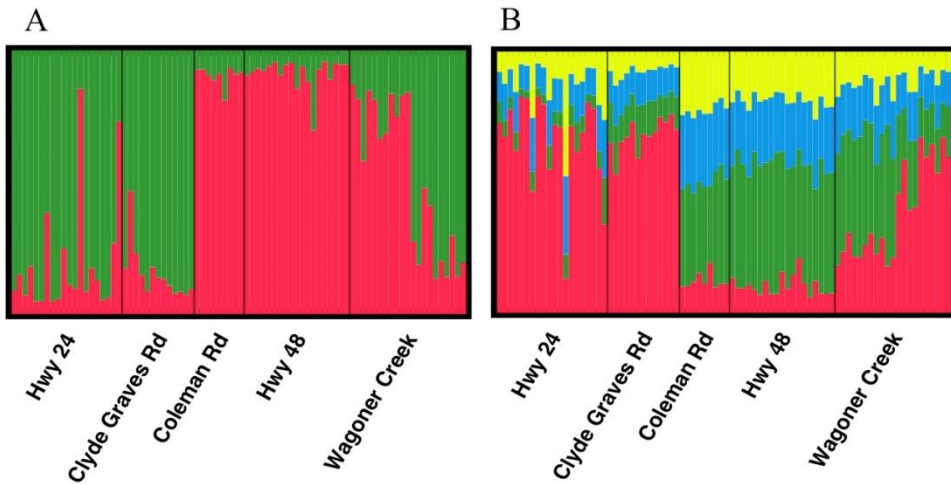 A
B
Hwy 24
Clyde Graves Rd
Coleman Rd
Hwy 48
Wagoner Creek
Hwy 24
Clyde Graves Rd
Coleman Rd
Hwy 48
Wagoner Creek